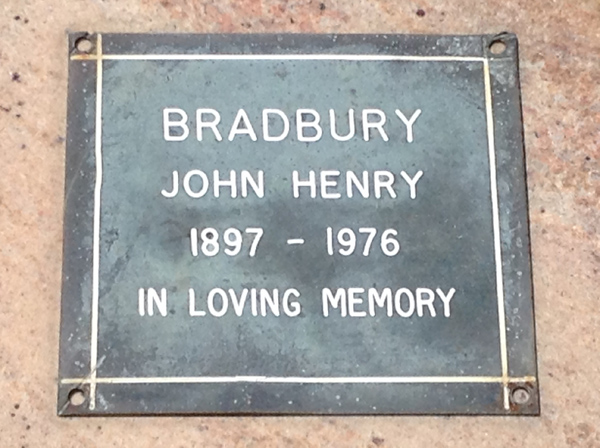 BRADBURY
JOHN HENRY
1897 - 1976
IN LOVING MEMORY